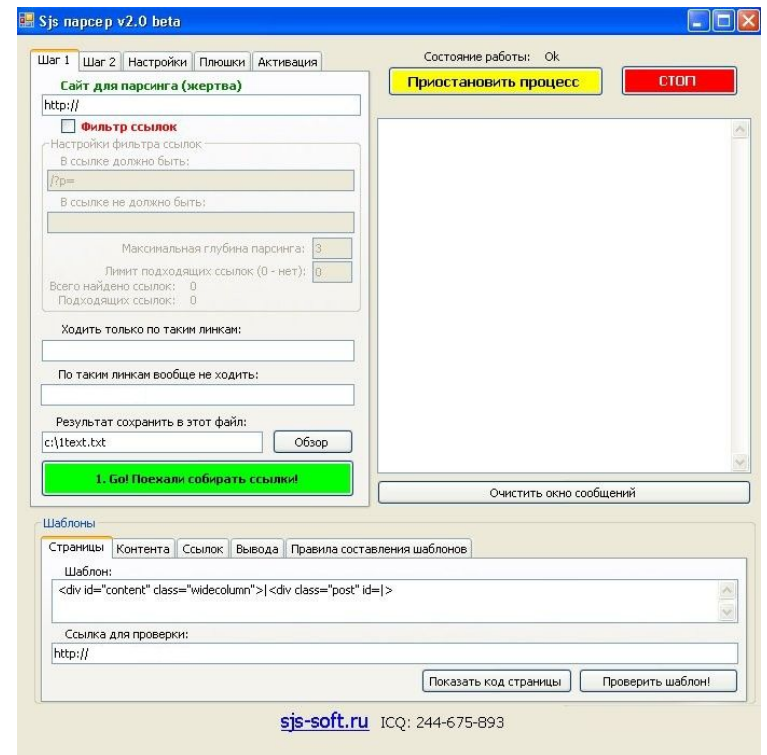 Sjs парсер v2.0 beta
Шаг 1 Шаг 2 Настройки Плюшки Активация
Сайт для парсинга (жертва)
http://
Фильтр ссылок
Настройки фильтра ссылок
В ссылке должно быть:
/?p=
В ссылке не должно быть:
Максимальная глубина парсинга: 3
Лимит подходящих ссылок (0 - нет): 0
Всего найдено ссылок: 0
Подходящих ссылок: 0
Ходить только по таким линкам:
По таким линкам вообще не ходить:
Результат сохранить в этот файл:
c:\1text.txt Обзор
1. Go! Поехали собирать ссылки!
Состояние работы: Ok
Приостановить процесс СТОП
Очистить окно сообщений
Шаблоны
Страницы Контента Ссылок Вывода Правила составления шаблонов
Шаблон:
<div id="content" class="widecolumn">|<div class="post" id=|>
Ссылка для проверки:
http://
Показать код страницы Проверить шаблон!
sjs-soft.ru ICQ: 244-675-893